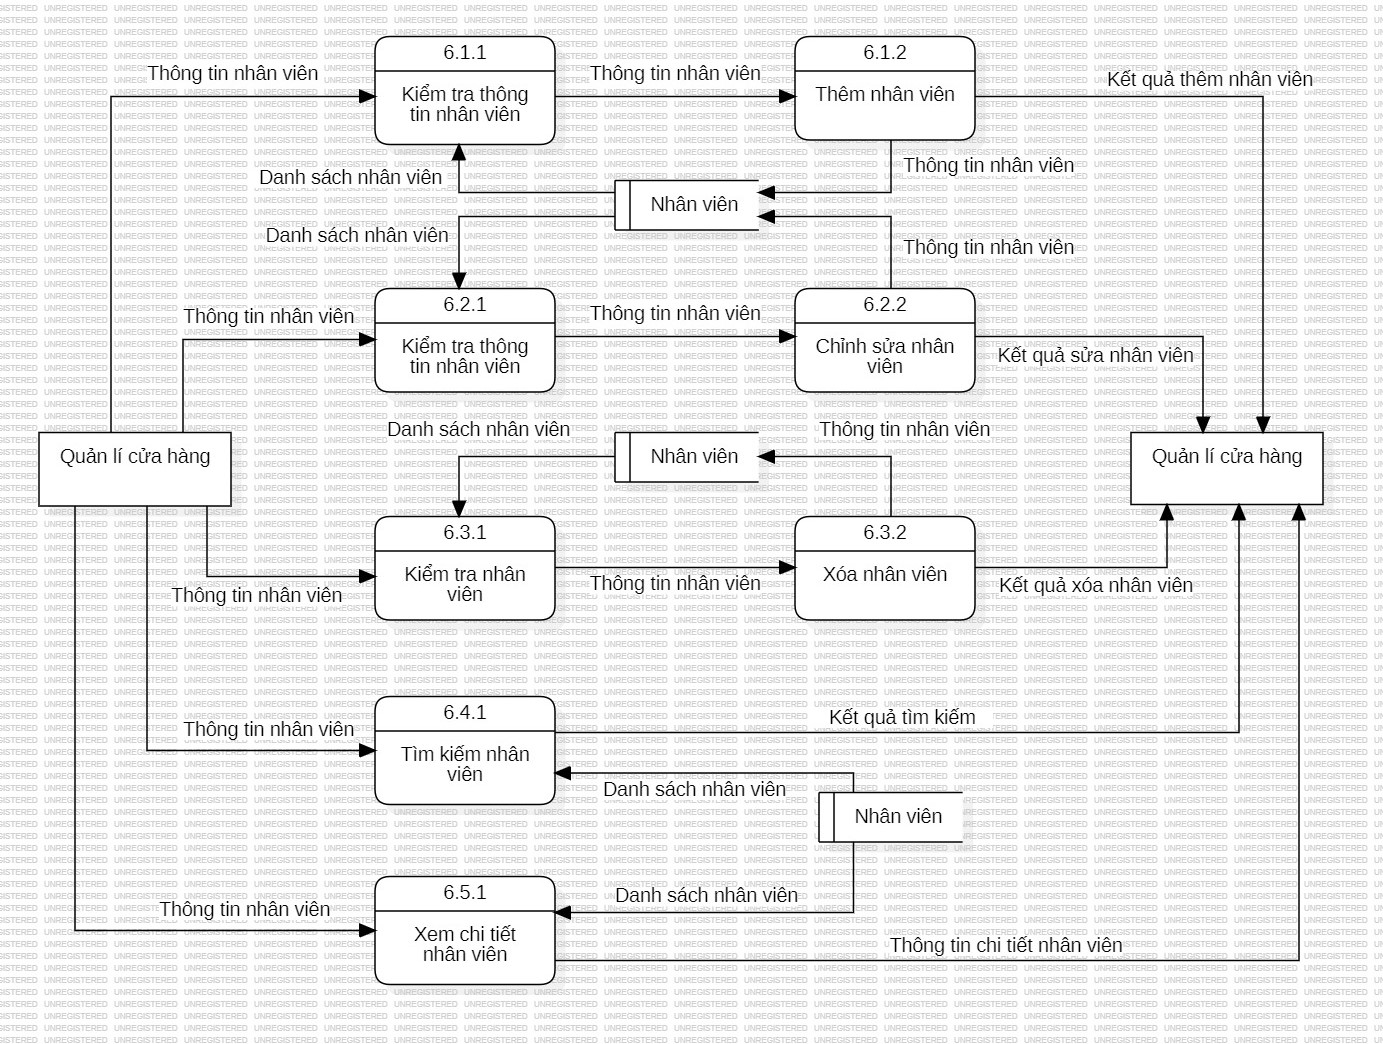 6.1.1
6.1.2
Thông tin nhân viên
Thông tin nhân viên
Kết quả thêm nhân viên
Kiểm tra thông
tin nhân viên
Thêm nhân viên
Thông tin nhân viên
Danh sách nhân viên
Nhân viên
Danh sách nhân viên
Thông tin nhân viên
6.2.1
6.2.2
Thông tin nhân viên
Thông tin nhân viên
Kiểm tra thông
tin nhân viên
Chỉnh sửa nhân
viên
Kết quả sửa nhân viên
Danh sách nhân viên
Thông tin nhân viên
Quản lí cửa hàng
Nhân viên
Quản lí cửa hàng
6.3.1
6.3.2
Kiểm tra nhân
viên
Xóa nhân viên
Thông tin nhân viên
Thông tin nhân viên
Kết quả xóa nhân viên
6.4.1
Kết quả tìm kiếm
Thông tin nhân viên
Tìm kiếm nhân
viên
Danh sách nhân viên
Nhân viên
6.5.1
Danh sách nhân viên
Thông tin nhân viên
Xem chi tiết
nhân viên
Thông tin chi tiết nhân viên
UNREGISTERED